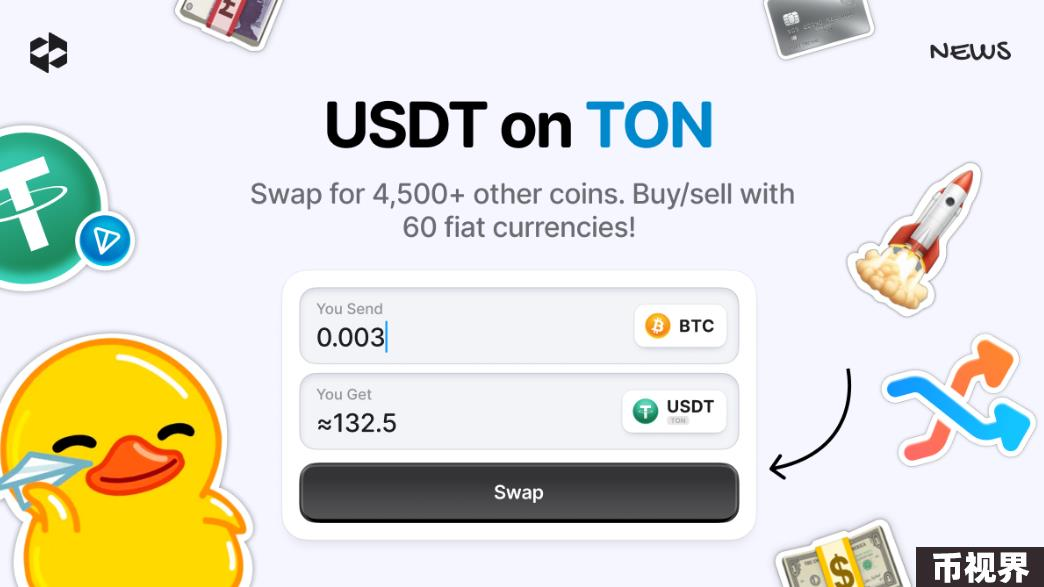 NEWS
USDT on TON
Swap for 4,500+ other coins. Buy/sell with
60 fiat currencies!
You Send
0.003
BTC
You Get
≈132.5
USDT
TON
Swap
币视界